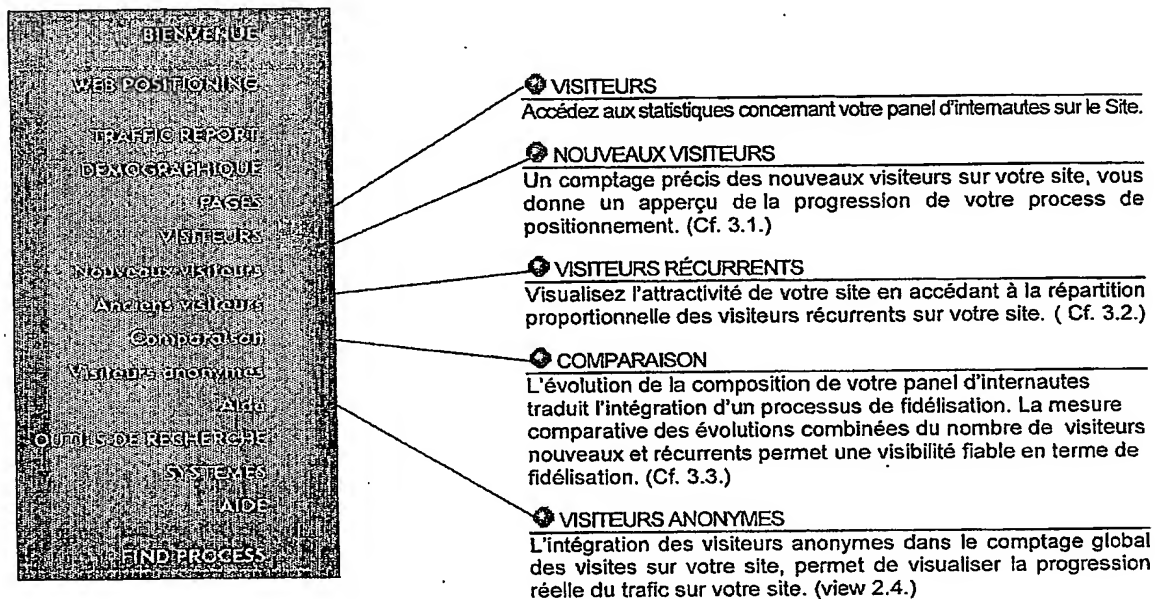 BIENVENUE
WEB POSITIONING
TRAFFIC REPORT
DEMOGRAPHIQUE
PAGES
VISITEURS
Nouveaux visiteurs
Anciens visiteurs
Comparaison
Visiteurs anonymes
Aide
OUTILS DE RECHERCHE
SYSTEMES
AIDE
FIND PROCESS
VISITEURS
Accédez aux statistiques concernant votre panel d'internautes sur le Site.
NOUVEAUX VISITEURS
Un comptage précis des nouveaux visiteurs sur votre site, vous
donne un apperçu de la progression de votre process de
positionnement. (Cf. 3.1.)
VISITEURS RÉCURRENTS
Visualisez l'attractivité de votre site en accédant à la répartition
proportionnelle des visiteurs récurrents sur votre site. ( Cf. 3.2.)
COMPARAISON
L'évolution de la composition de votre panel d'internautes
traduit l'intégration d'un processus de fidélisation. La mesure
comparative des évolutions combinées du nombre de visiteurs
nouveaux et récurrents permet une visibilité fiable en terme de
fidélisation. (Cf. 3.3.)
VISITEURS ANONYMES
L'intégration des visiteurs anonymes dans le comptage global
des visites sur votre site, permet de visualiser la progression
réelle du trafic sur votre site. (view 2.4.)